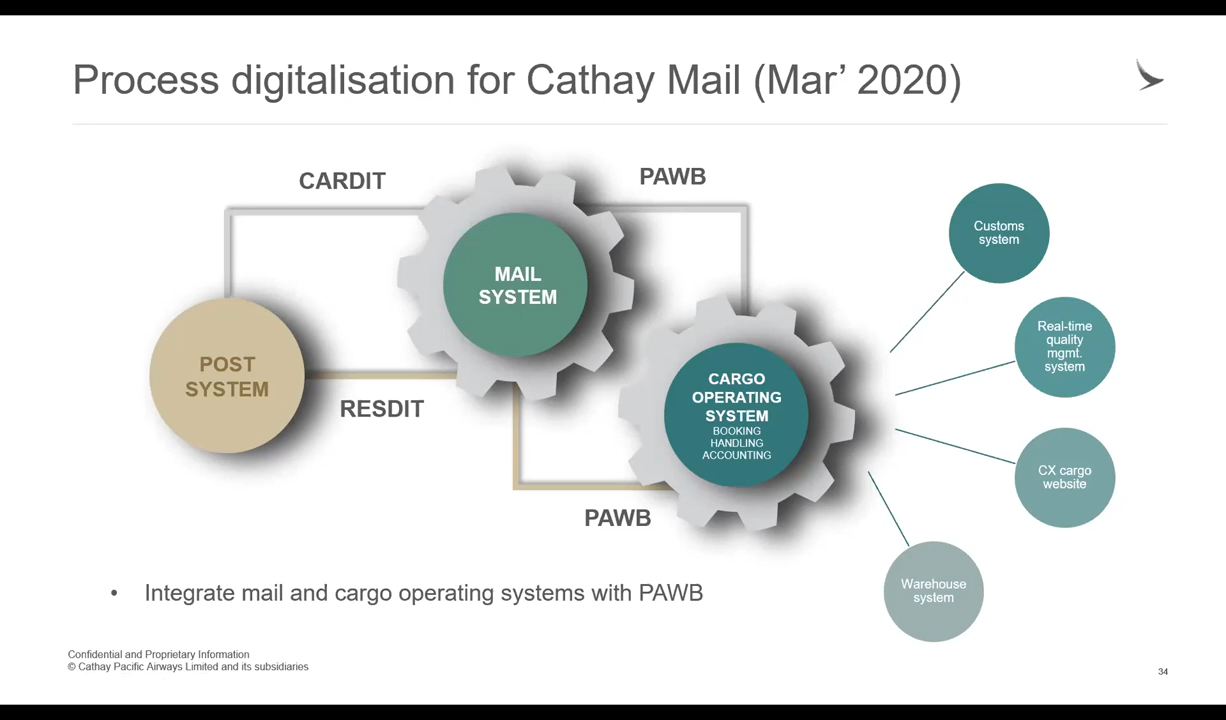 Process digitalisation for Cathay Mail (Mar’ 2020)
CARDIT
PAWB
MAIL
SYSTEM
POST
SYSTEM
RESDIT
CARGO
OPERATING
SYSTEM
BOOKING
HANDLING
ACCOUNTING
PAWB
Customs
system
Real-time
quality
mgmt.
system
CX cargo
website
Warehouse
system
• Integrate mail and cargo operating systems with PAWB
Confidential and Proprietary Information
© Cathay Pacific Airways Limited and its subsidiaries
34